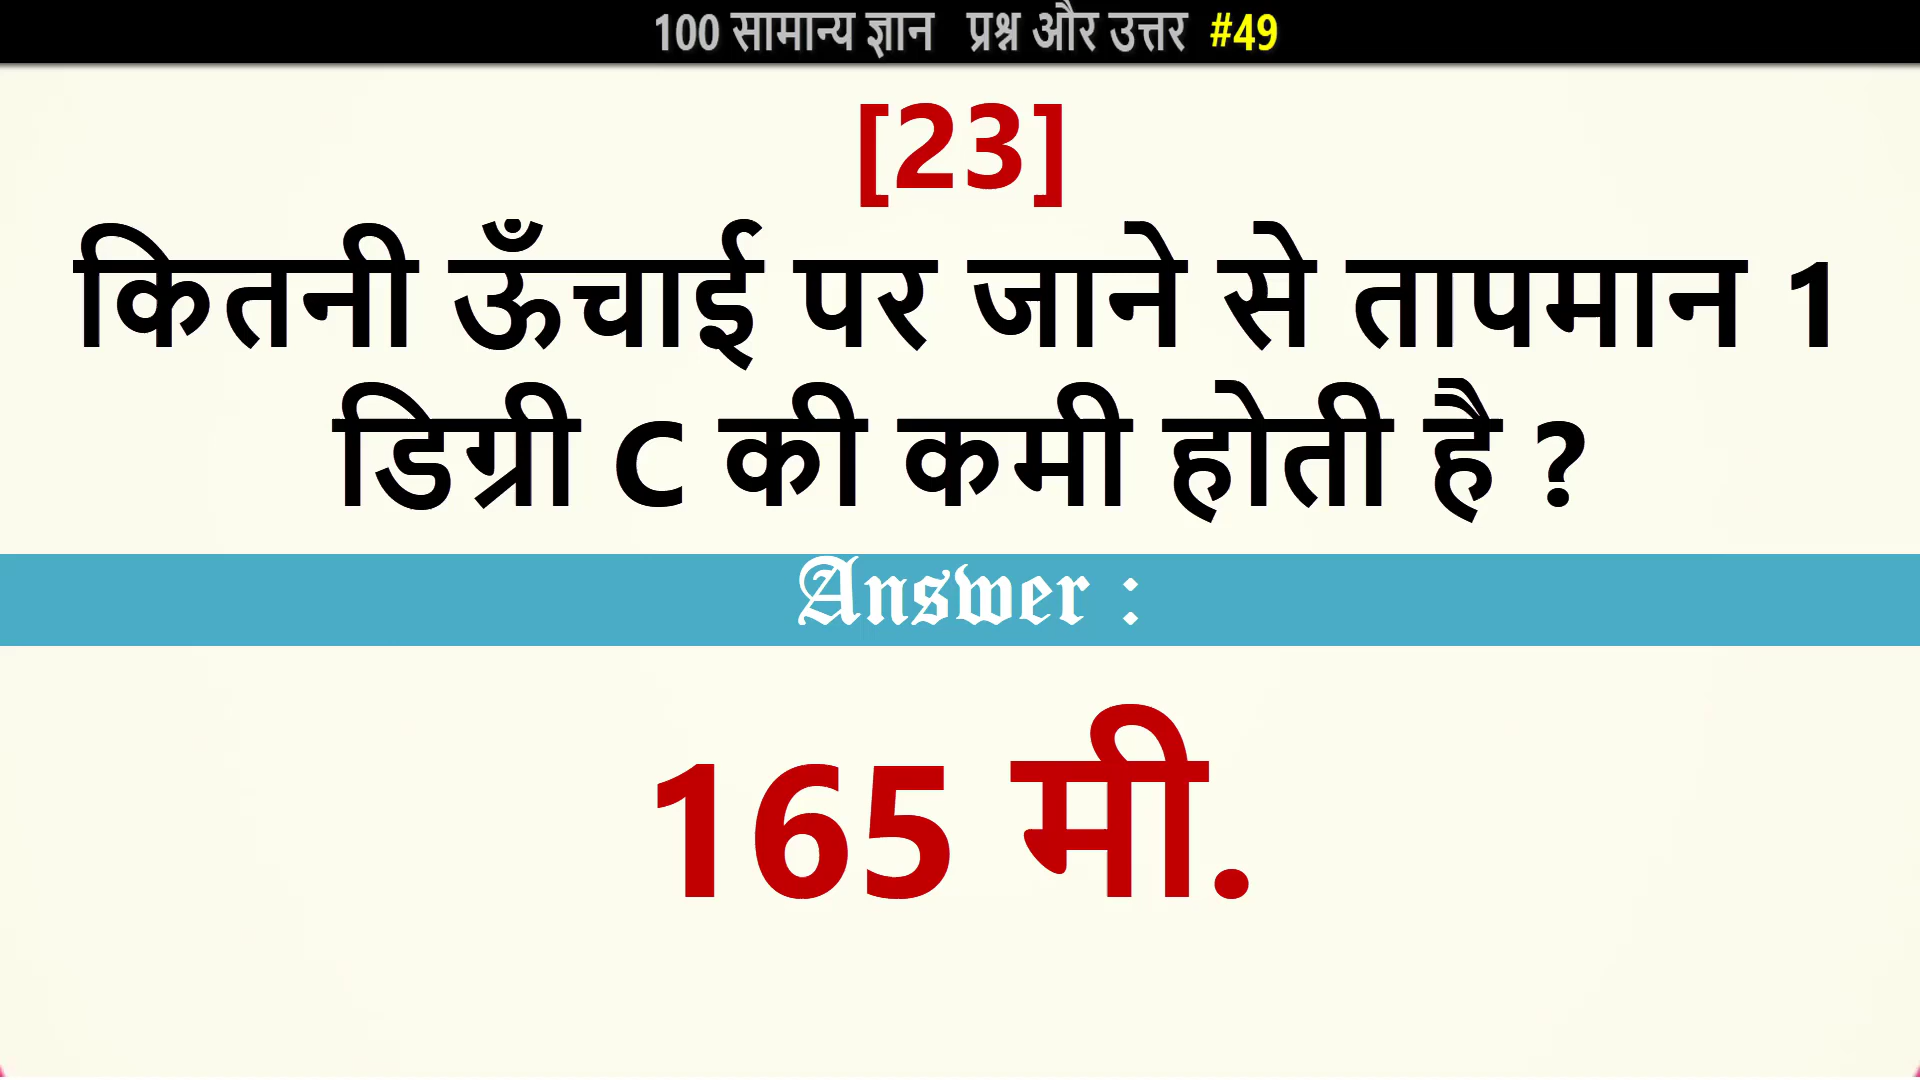 100 सामान्य ज्ञान प्रश्न और उत्तर #49
[23]
कितनी ऊँचाई पर जाने से तापमान 1
डिग्री C की कमी होती है ?
Answer :
165 मी.